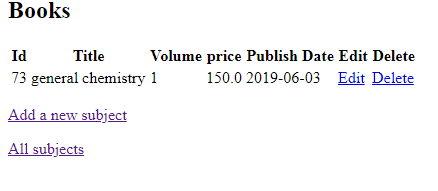 Books
Id Title Volume price Publish Date Edit Delete
73 general chemistry 1 150.0 2019-06-03 Edit Delete
Add a new subject
All subjects